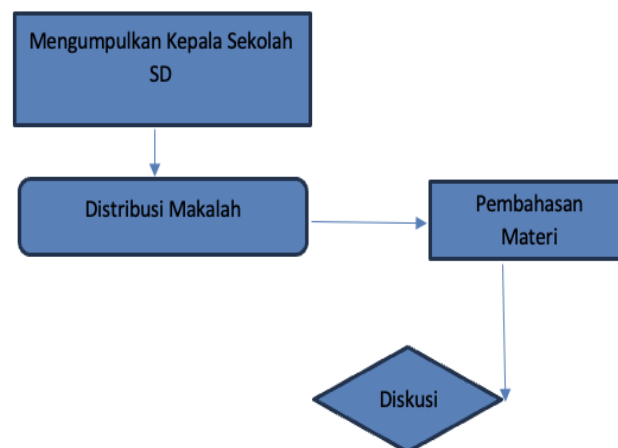 Mengumpulkan Kepala Sekolah
SD
Distribusi Makalah
Pembahasan
Materi
Diskusi